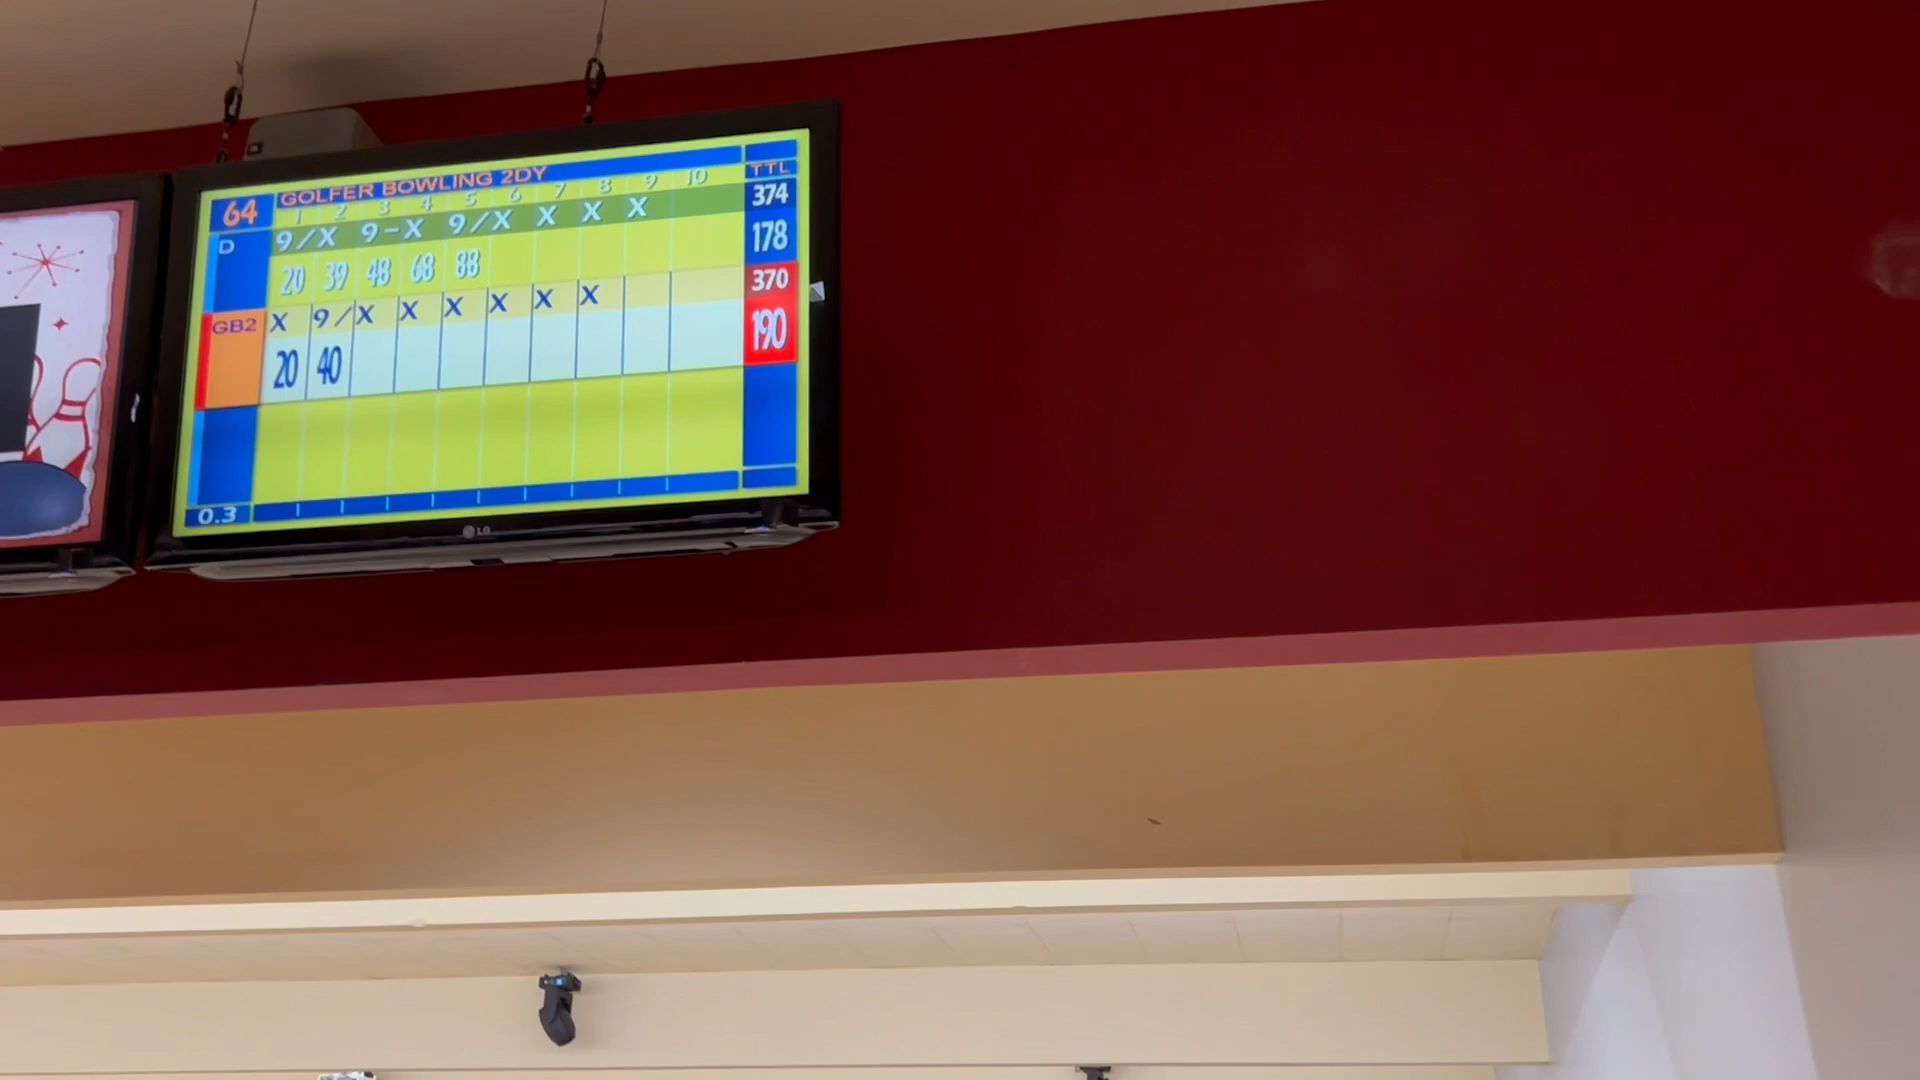 GOLFER BOWLING 2DY
64 1 2 3 4 5 6 7 8 9 10 TTL
D 9/ X 9- X 9/ X X X X 374
20 39 48 68 88 178
GB2 X 9/ X X X X X X 370
20 40 190
0.3
LG